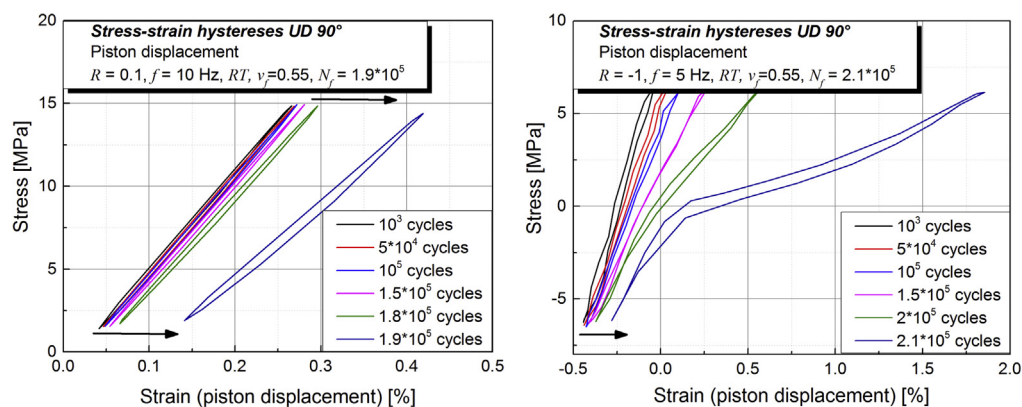 Stress-strain hystereses UD 90°
Piston displacement
R = 0.1, f = 10 Hz, RT, v_f=0.55, N_f = 1.9*10^5
Stress [MPa]
20
15
10
5
0
10^3 cycles
5*10^4 cycles
10^5 cycles
1.5*10^5 cycles
1.8*10^5 cycles
1.9*10^5 cycles
0.0 0.1 0.2 0.3 0.4 0.5
Strain (piston displacement) [%]
Stress-strain hystereses UD 90°
Piston displacement
R = -1, f = 5 Hz, RT, v_f=0.55, N_f = 2.1*10^5
Stress [MPa]
10
5
0
-5
10^3 cycles
5*10^4 cycles
10^5 cycles
1.5*10^5 cycles
2*10^5 cycles
2.1*10^5 cycles
-0.5 0.0 0.5 1.0 1.5 2.0
Strain (piston displacement) [%]